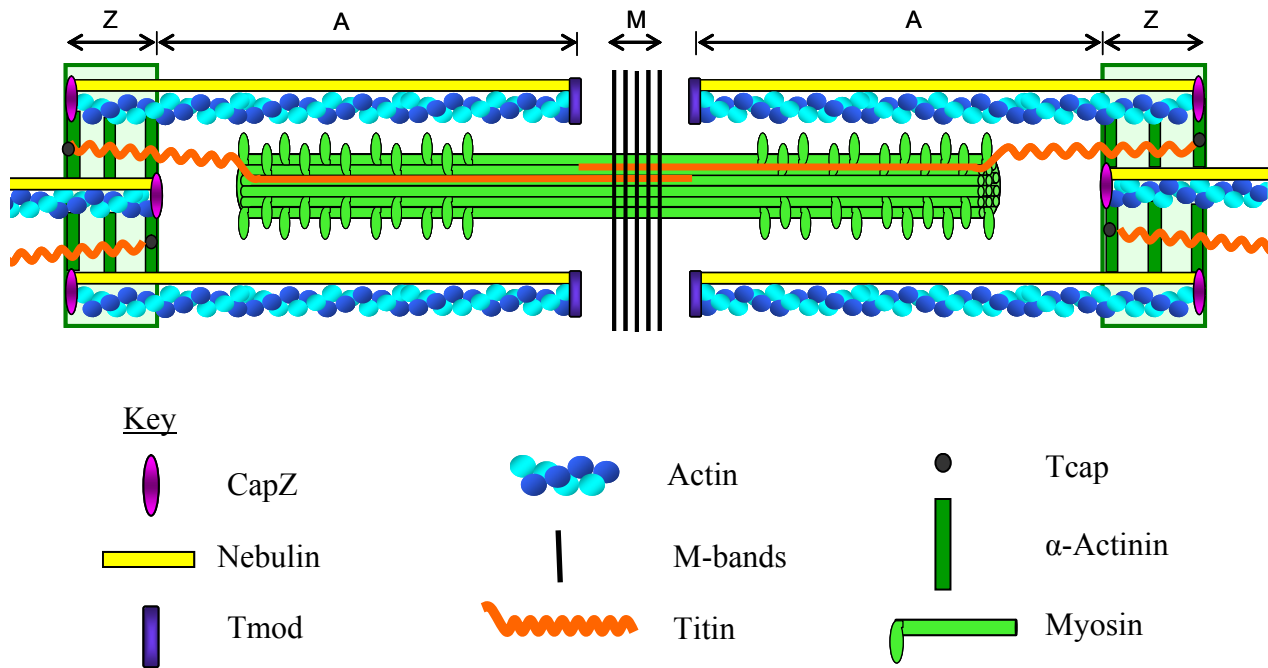 Z A M A Z
Key
CapZ Actin Tcap
Nebulin M-bands α-Actinin
Tmod Titin Myosin